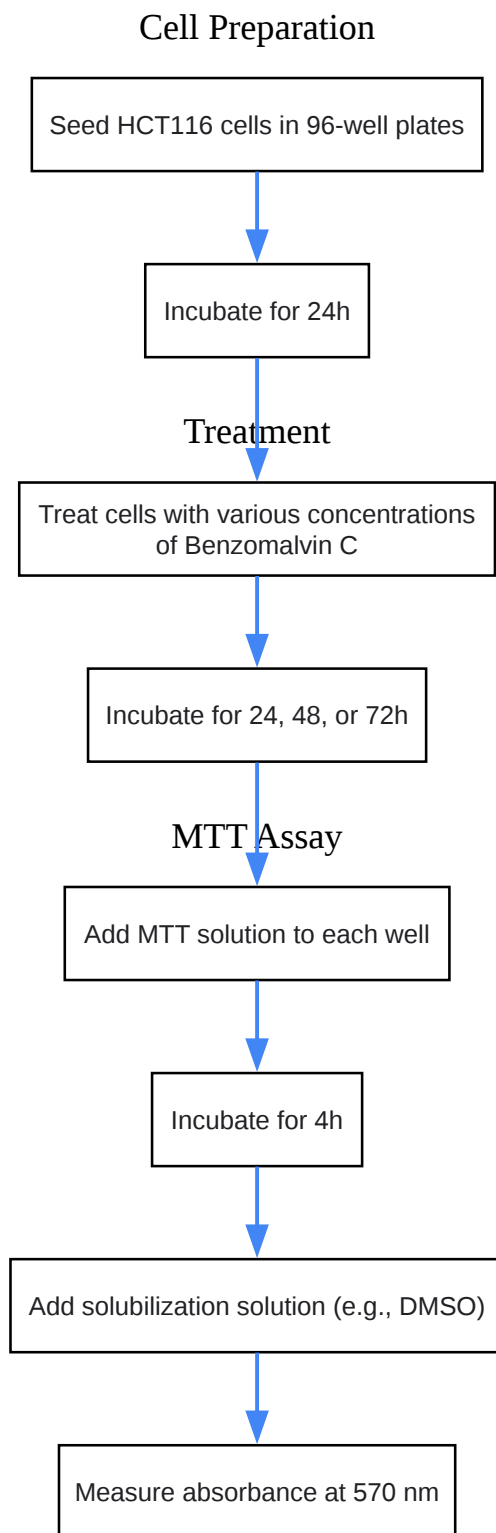 Cell Preparation
Seed HCT116 cells in 96-well plates
Incubate for 24h
Treatment
Treat cells with various concentrations
of Benzomalvin C
Incubate for 24, 48, or 72h
MTT Assay
Add MTT solution to each well
Incubate for 4h
Add solubilization solution (e.g., DMSO)
Measure absorbance at 570 nm